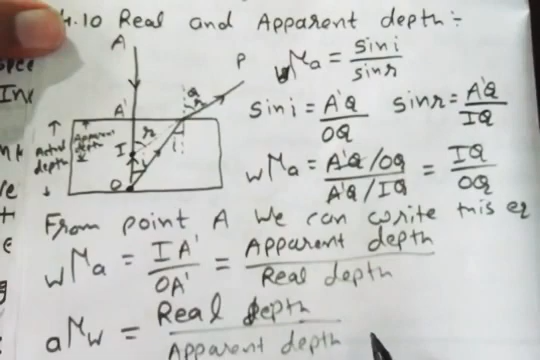 4.10 Real and Apparent depth :-
A
P
wμa = sin i / sin r
Q
r
A'
sin i = A'Q / OQ sin r = A'Q / IQ
Actual depth
Apparent depth
r
I
i
i
O
wμa = A'Q/OQ / A'Q/IQ = IQ / OQ
From point A we can write this eq
wμa = IA' / OA' = Apparent depth / Real depth
aμw = Real depth / Apparent depth